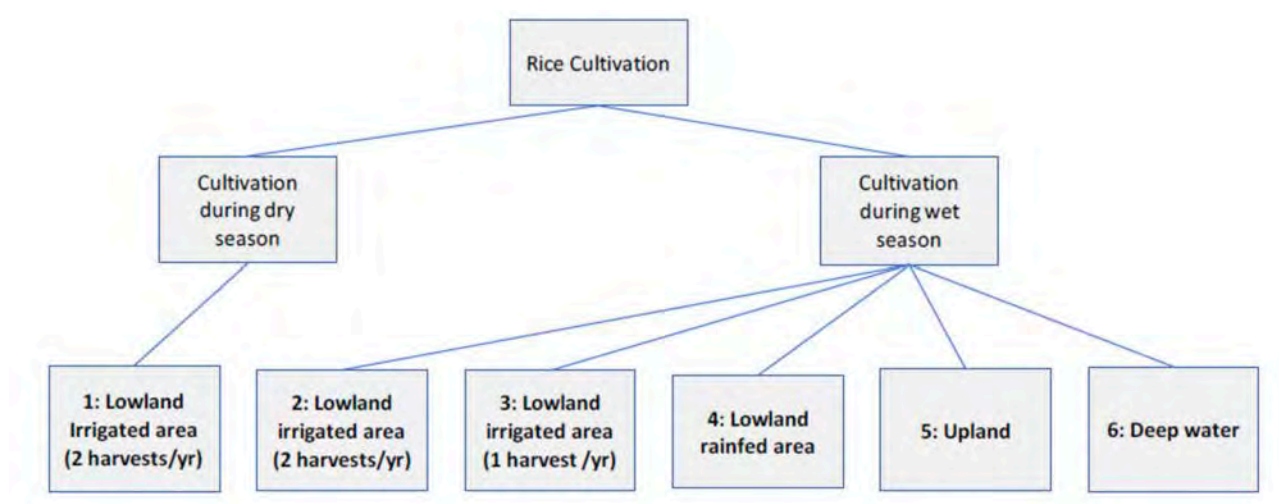 Rice Cultivation
Cultivation
during dry
season
Cultivation
during wet
season
1: Lowland
Irrigated area
(2 harvests/yr)
2: Lowland
irrigated area
(2 harvests/yr)
3: Lowland
irrigated area
(1 harvest /yr)
4: Lowland
rainfed area
5: Upland
6: Deep water